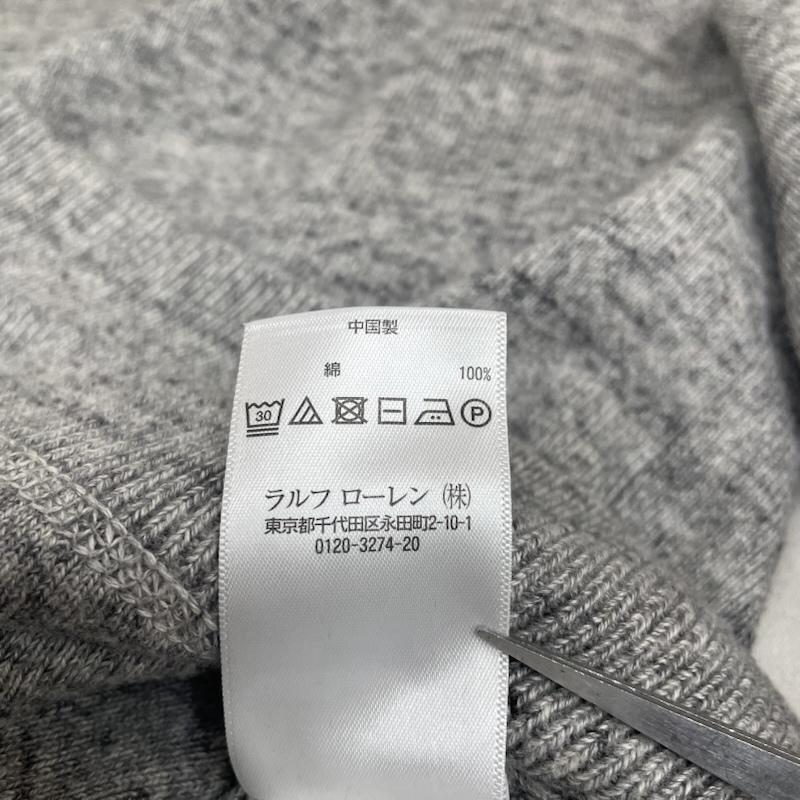 中国製
綿 100%
30 P
ラルフ ローレン (株)
東京都千代田区永田町2-10-1
0120-3274-20